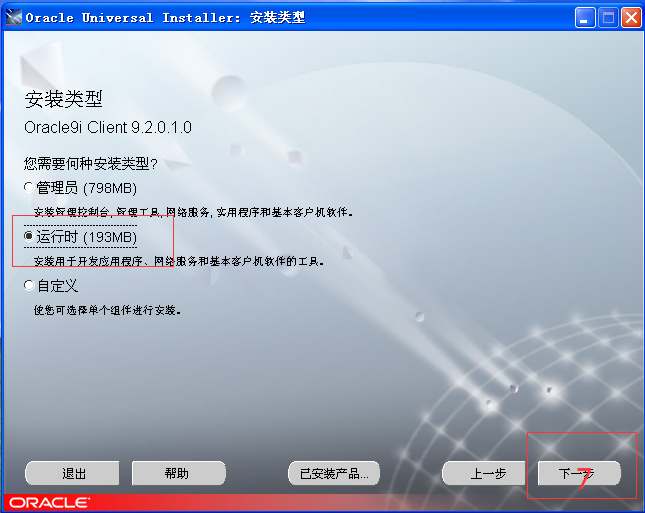 Oracle Universal Installer: 安装类型
安装类型
Oracle9i Client 9.2.0.1.0
您需要何种安装类型?
管理员 (798MB)
安装管理控制台, 管理工具, 网络服务, 实用程序和基本客户机软件。
运行时 (193MB)
安装用于开发应用程序、网络服务和基本客户机软件的工具。
自定义
使您可选择单个组件进行安装。
退出 帮助 已安装产品... 上一步 下一步
7
ORACLE